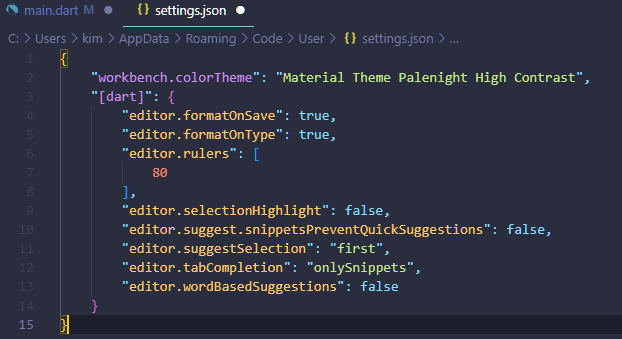 main.dart M
settings.json
C: > Users > kim > AppData > Roaming > Code > User > {} settings.json > ...
1 {
2 "workbench.colorTheme": "Material Theme Palenight High Contrast",
3 "[dart]": {
4 "editor.formatOnSave": true,
5 "editor.formatOnType": true,
6 "editor.rulers": [
7 80
8 ],
9 "editor.selectionHighlight": false,
10 "editor.suggest.snippetsPreventQuickSuggestions": false,
11 "editor.suggestSelection": "first",
12 "editor.tabCompletion": "onlySnippets",
13 "editor.wordBasedSuggestions": false
14 }
15 }